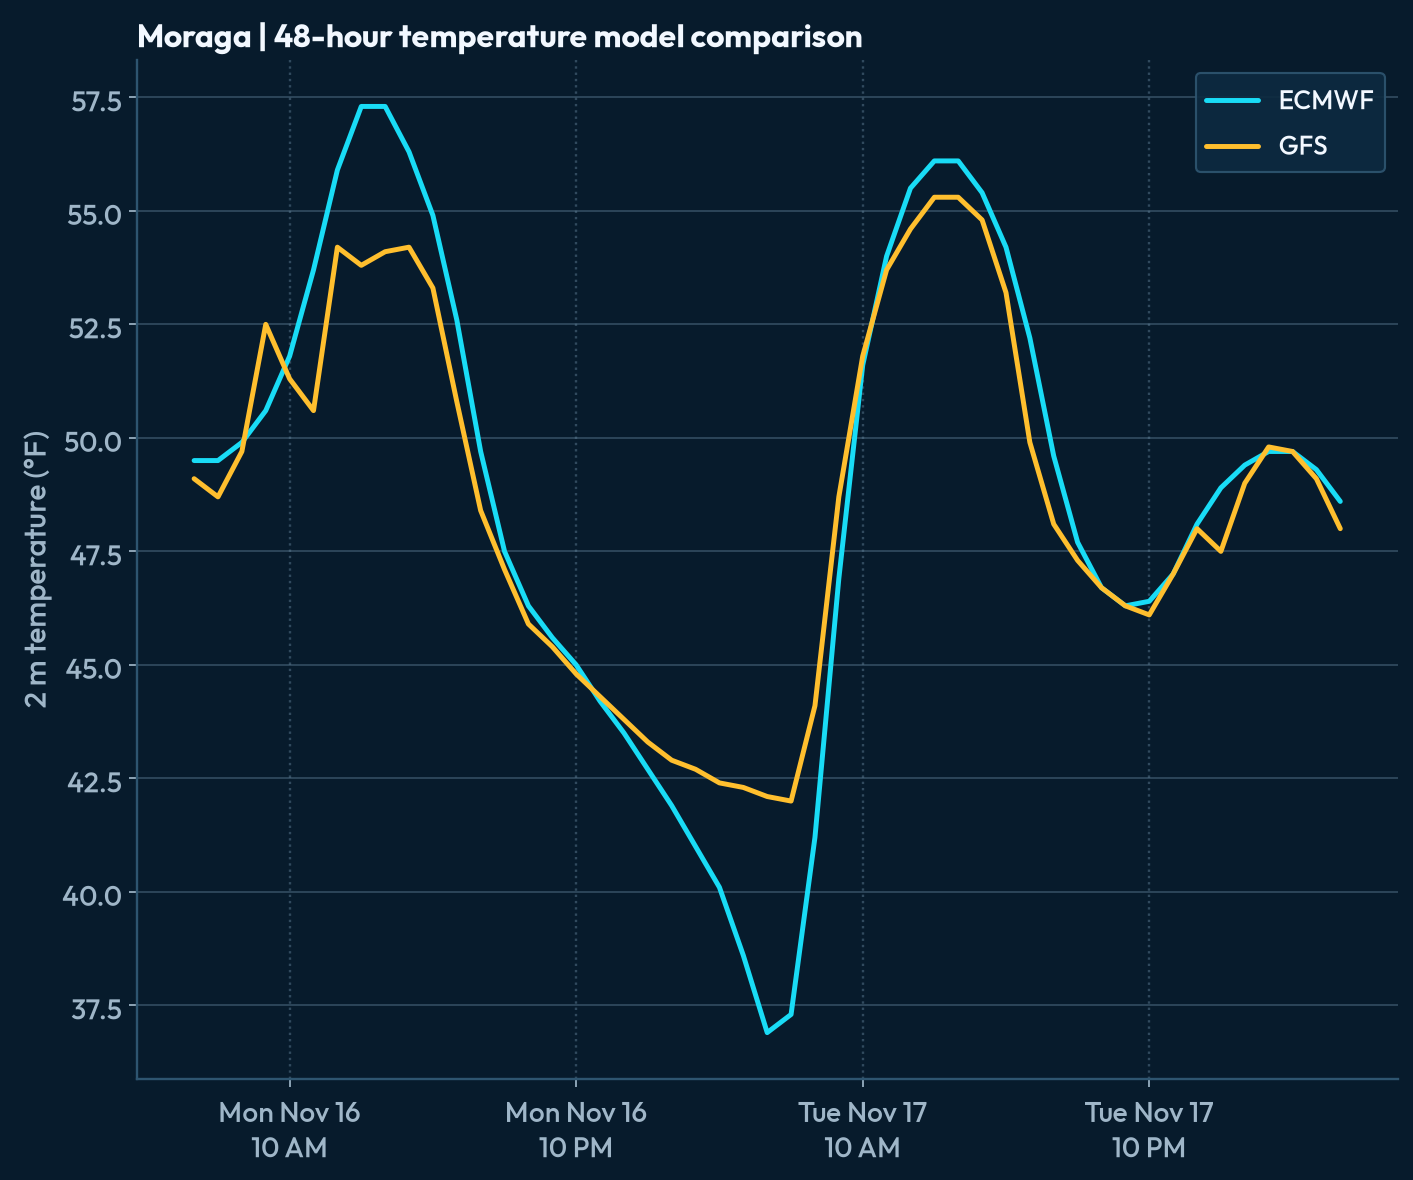 Moraga | 48-hour temperature model comparison
ECMWF
GFS
2 m temperature (°F)
57.5
55.0
52.5
50.0
47.5
45.0
42.5
40.0
37.5
Mon Nov 16
10 AM
Mon Nov 16
10 PM
Tue Nov 17
10 AM
Tue Nov 17
10 PM